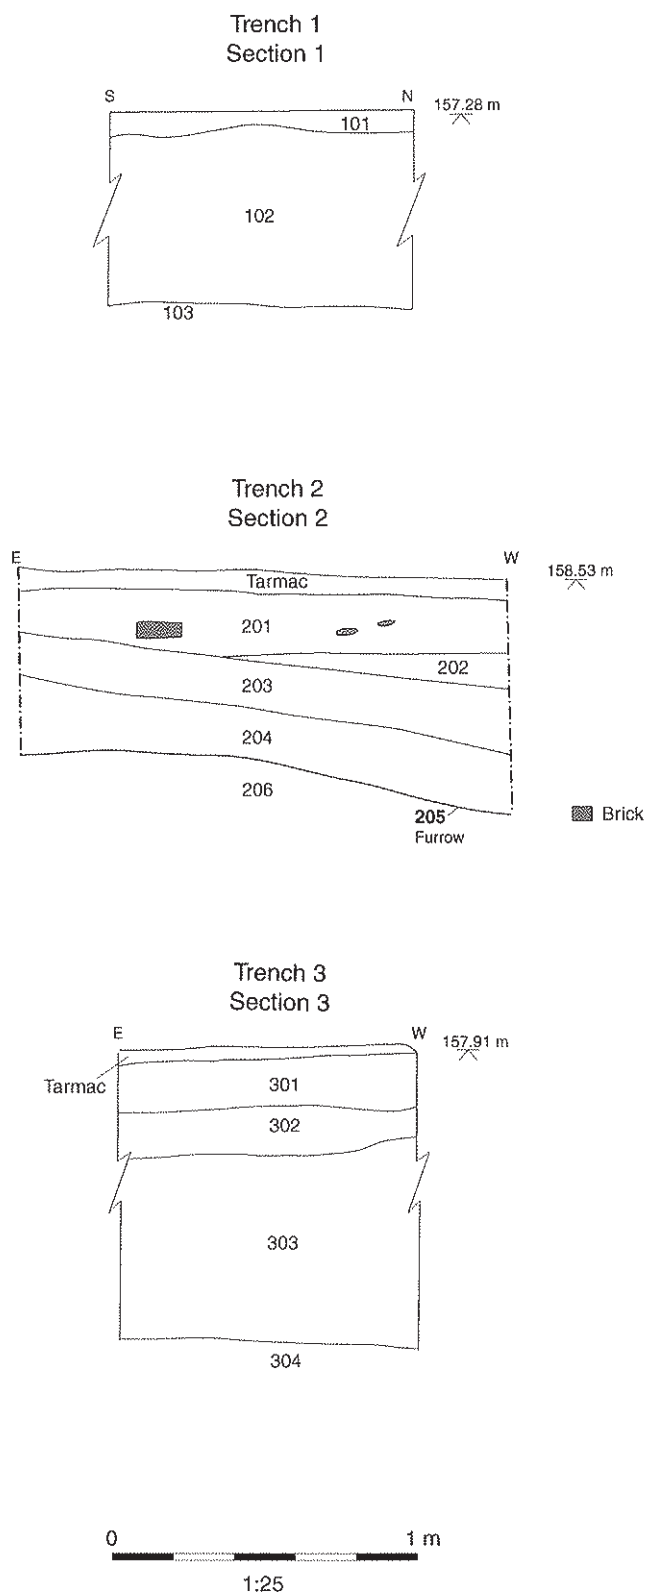 Trench 1
Section 1
S
N
157.28 m
101
102
103
Trench 2
Section 2
E
W
158.53 m
Tarmac
201
202
203
204
206
205
Furrow
Brick
Trench 3
Section 3
E
W
157.91 m
Tarmac
301
302
303
304
0
1 m
1:25